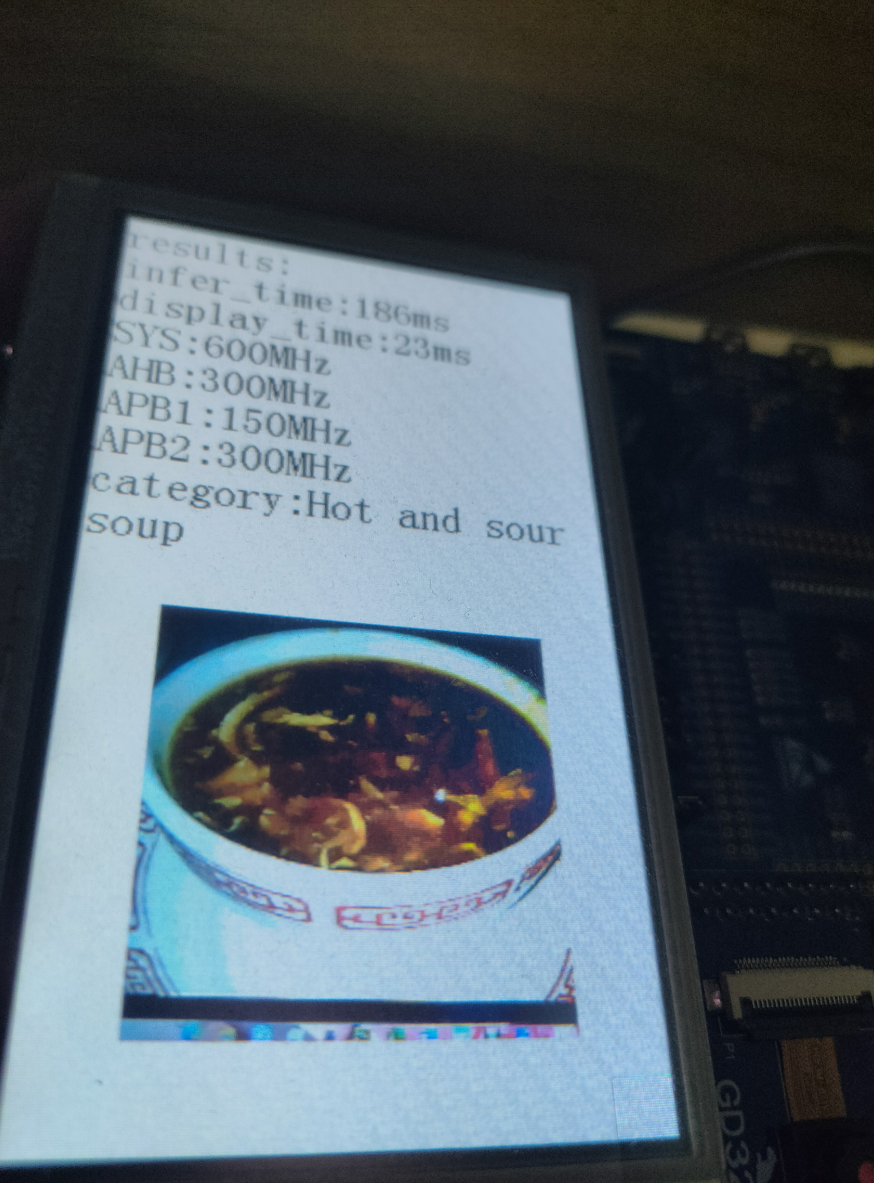 results:
infer_time:186ms
display_time:23ms
SYS:600MHz
AHB:300MHz
APB1:150MHz
APB2:300MHz
category:Hot and sour
soup
P1
GD32